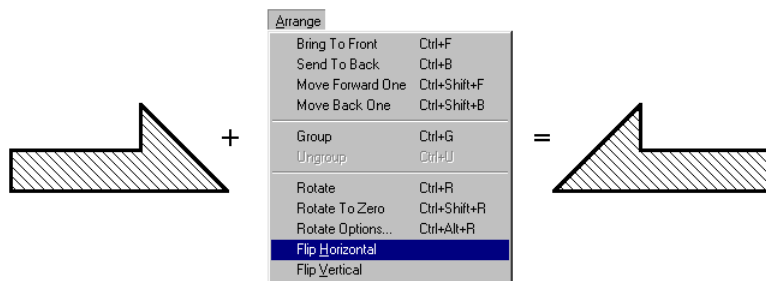 Arrange
Bring To Front Ctrl+F
Send To Back Ctrl+B
Move Forward One Ctrl+Shift+F
Move Back One Ctrl+Shift+B
+ =
Group Ctrl+G
Ungroup Ctrl+U
Rotate Ctrl+R
Rotate To Zero Ctrl+Shift+R
Rotate Options... Ctrl+Alt+R
Flip Horizontal
Flip Vertical